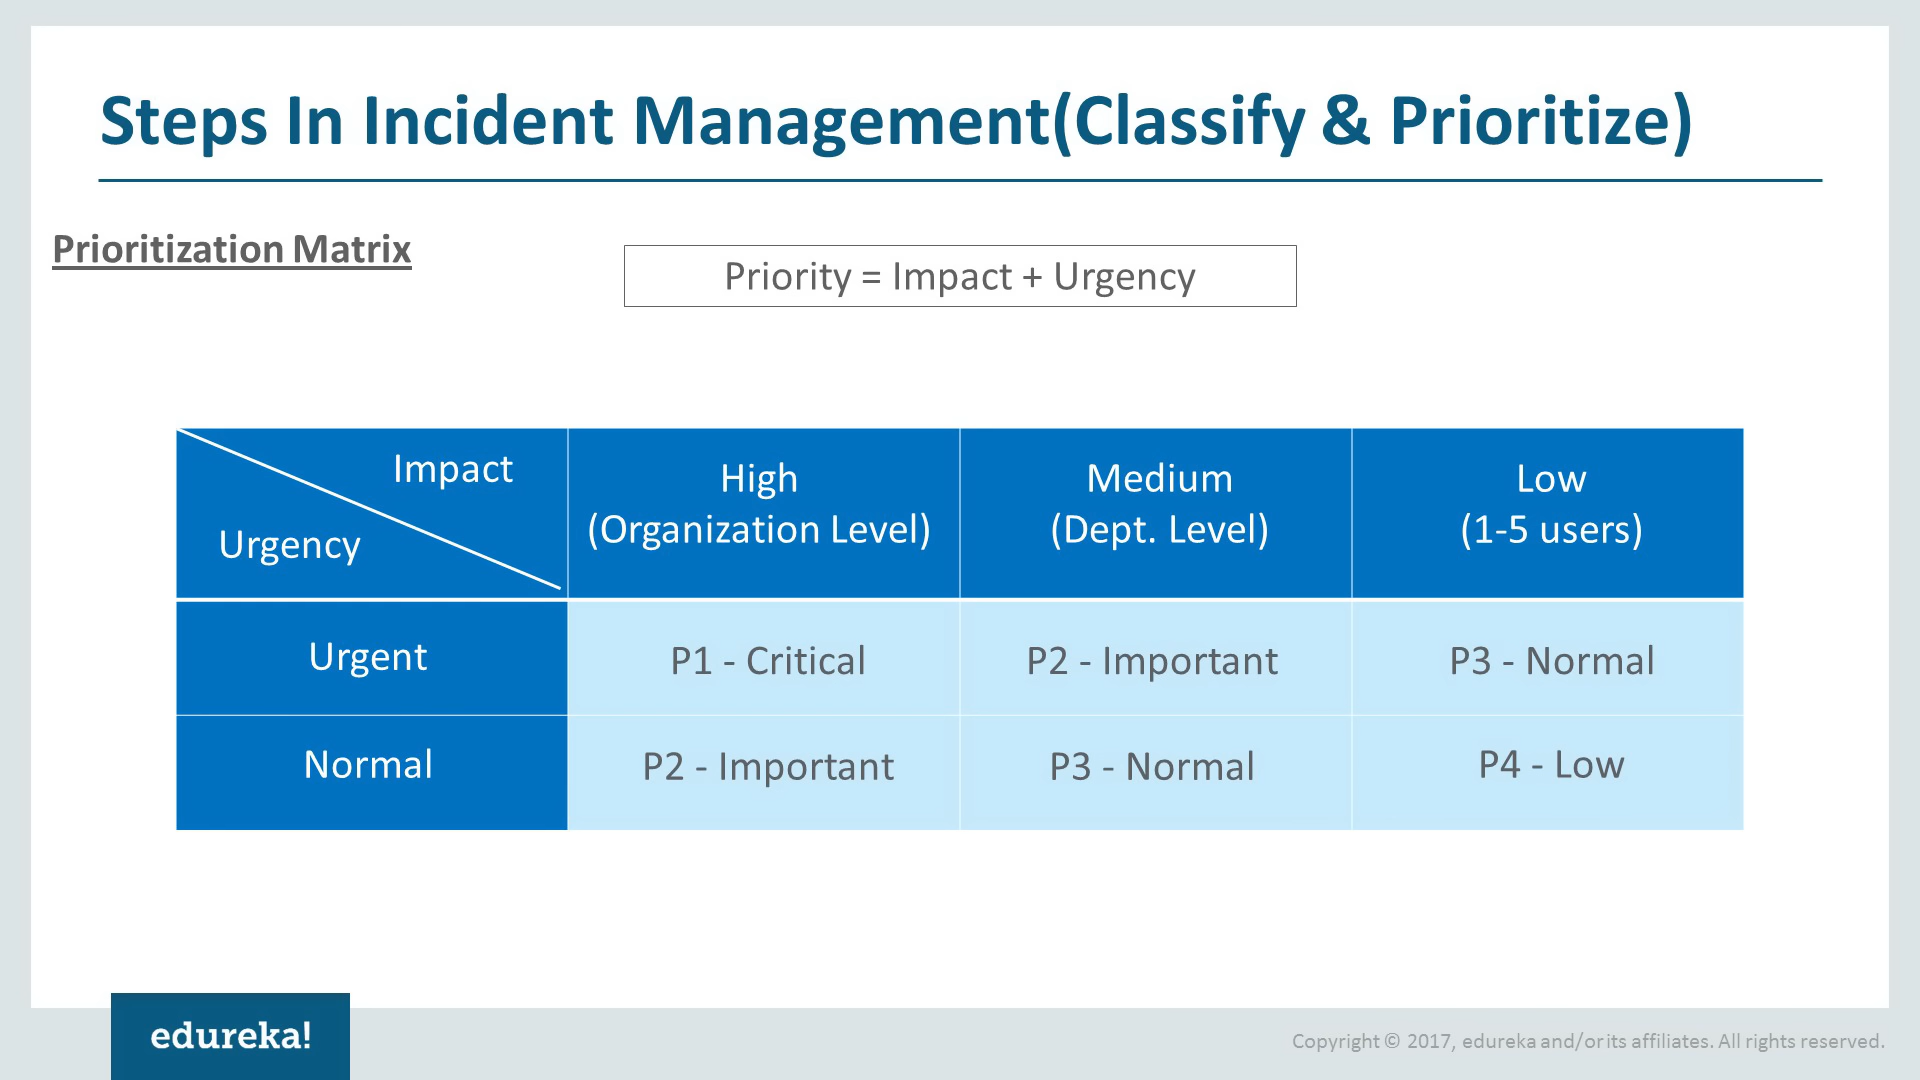 Steps In Incident Management(Classify & Prioritize)
Prioritization Matrix
Priority = Impact + Urgency
Impact
Urgency
High
(Organization Level)
Medium
(Dept. Level)
Low
(1-5 users)
Urgent
P1 - Critical
P2 - Important
P3 - Normal
Normal
P2 - Important
P3 - Normal
P4 - Low
edureka!
Copyright © 2017, edureka and/or its affiliates. All rights reserved.